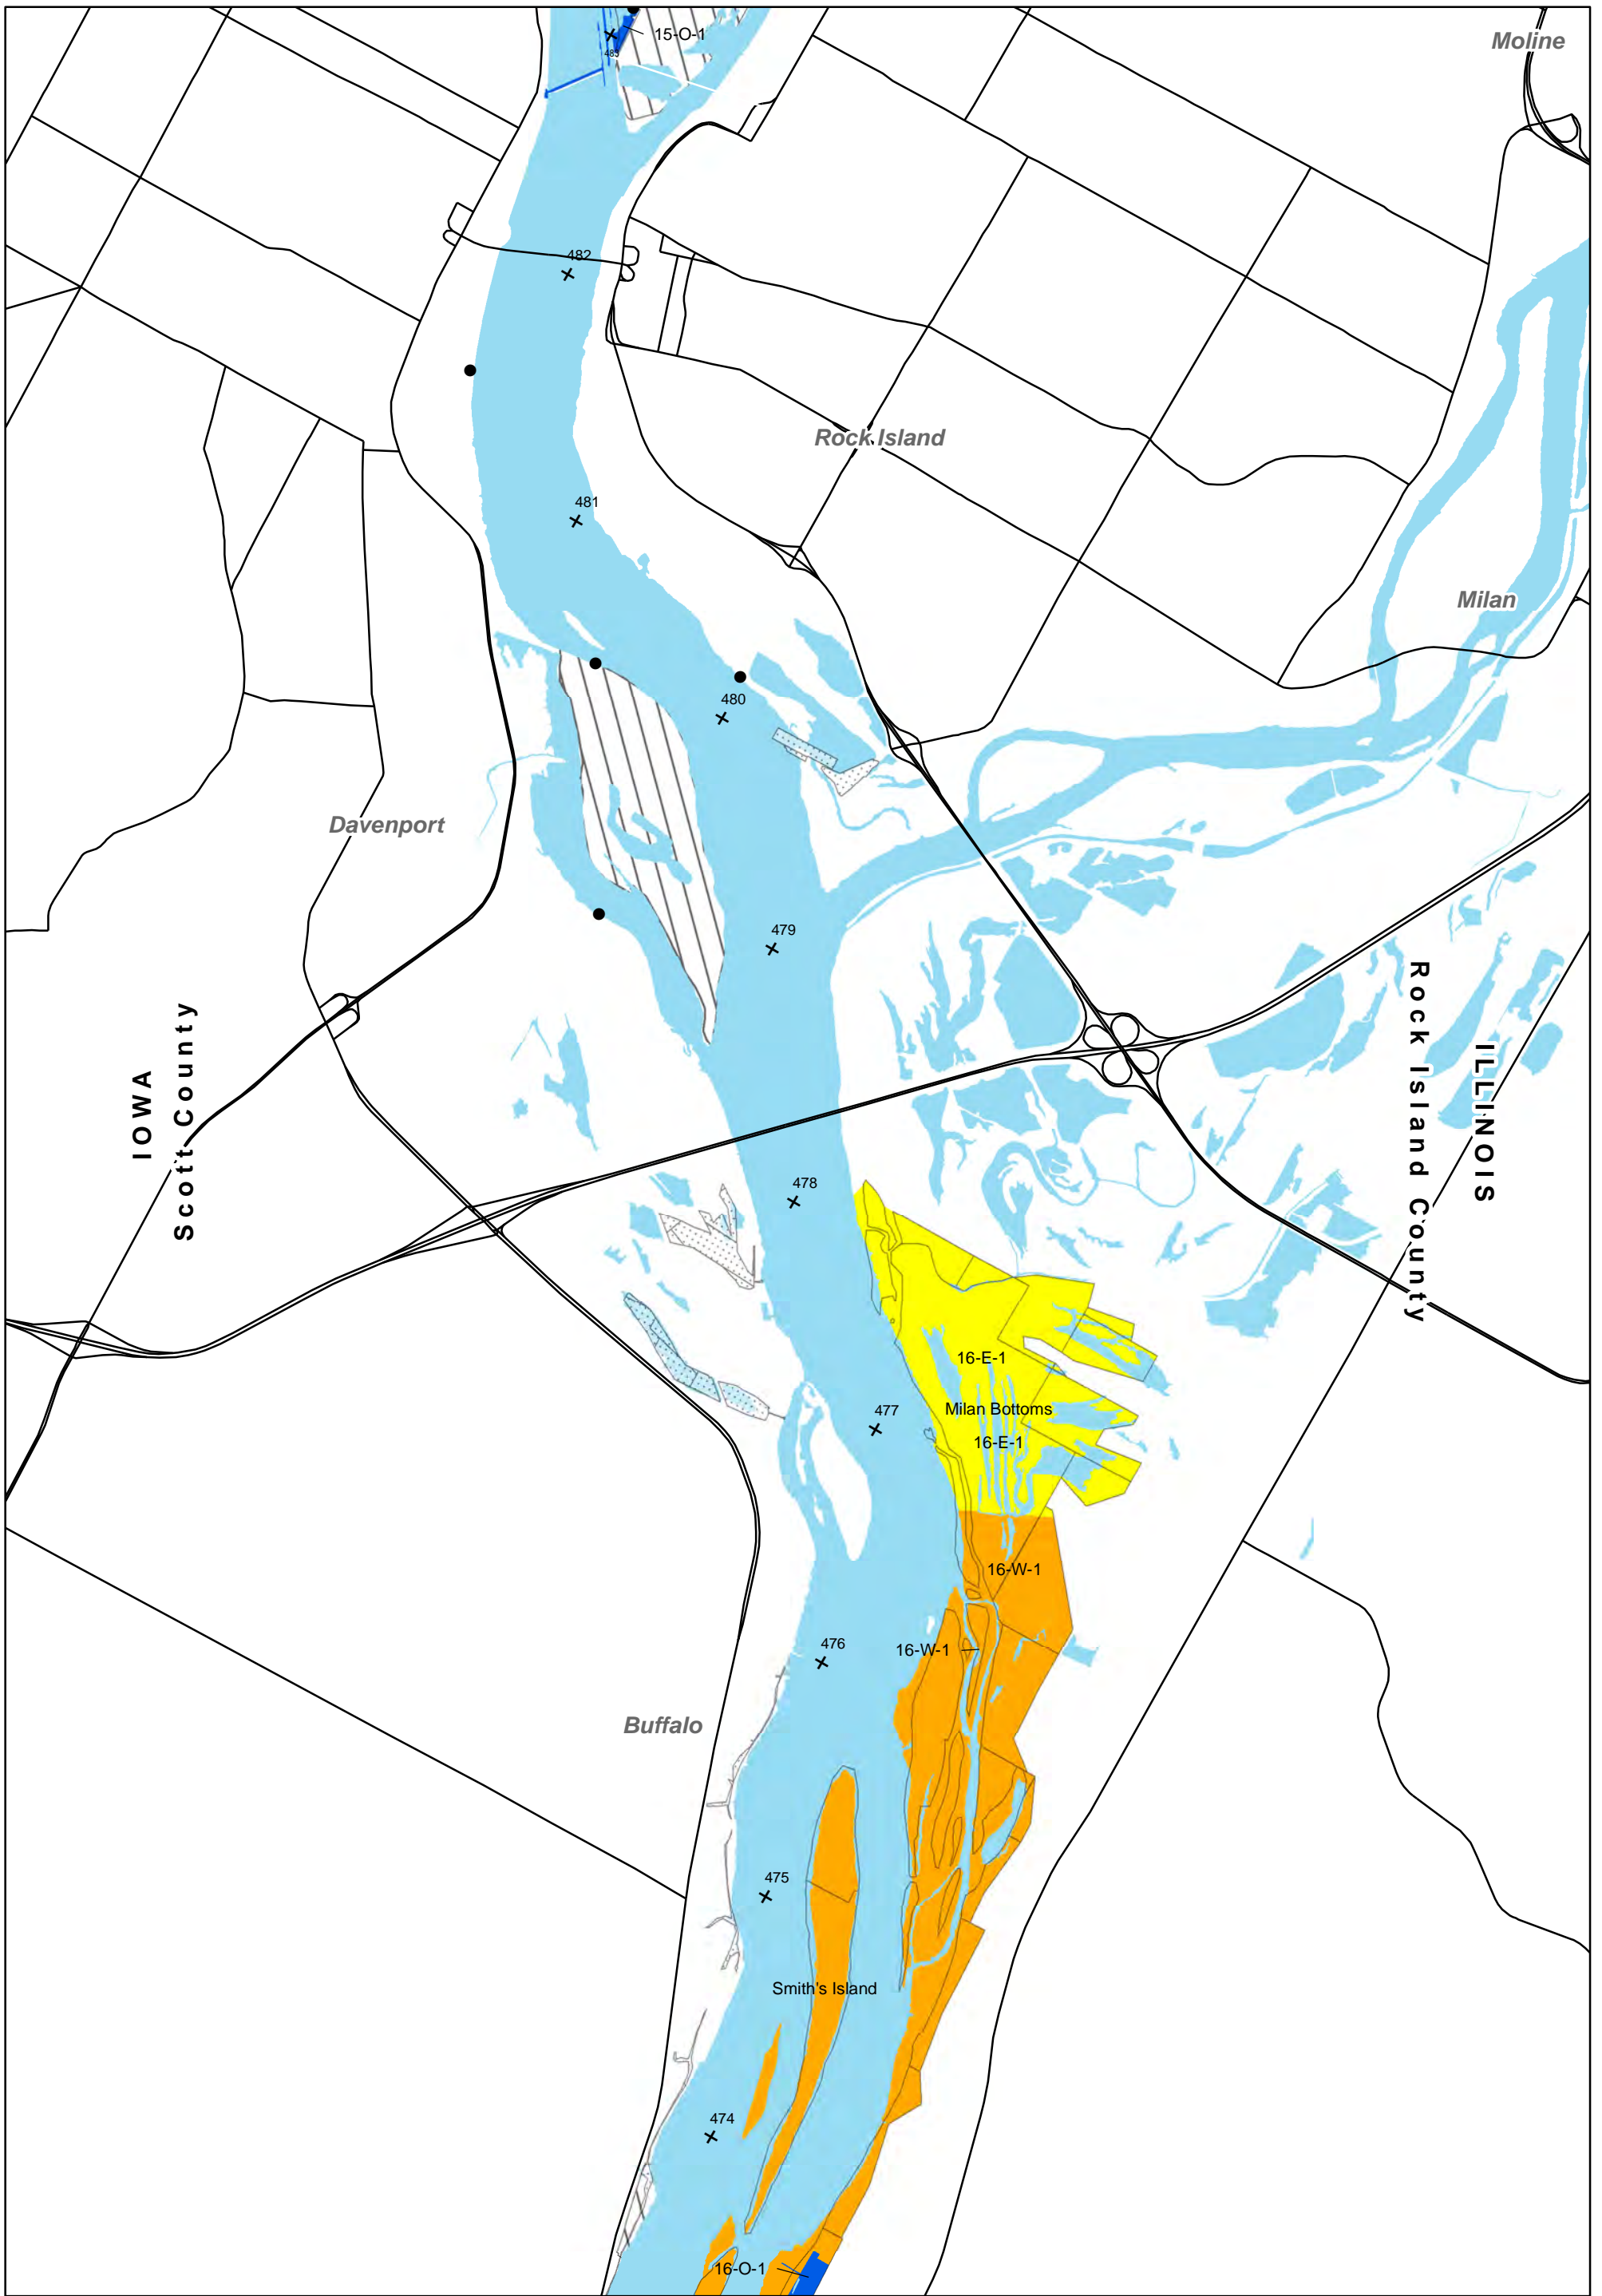 15-O-1
Moline
483
482
Rock Island
481
Milan
480
Davenport
479
IOWA
Scott County
Rock Island County
ILLINOIS
478
16-E-1
Milan Bottoms
477
16-E-1
16-W-1
476
16-W-1
Buffalo
475
Smith's Island
474
16-O-1